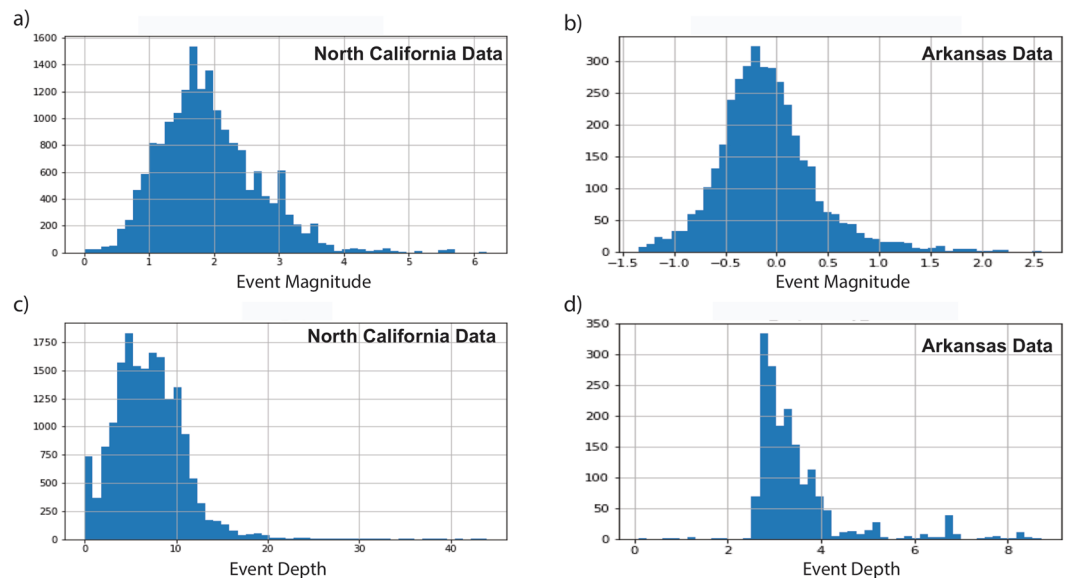 a)
North California Data
1600
1400
1200
1000
800
600
400
200
0
0 1 2 3 4 5 6
Event Magnitude
b)
Arkansas Data
300
250
200
150
100
50
0
−1.5 −1.0 −0.5 0.0 0.5 1.0 1.5 2.0 2.5
Event Magnitude
c)
North California Data
1750
1500
1250
1000
750
500
250
0
0 10 20 30 40
Event Depth
d)
Arkansas Data
350
300
250
200
150
100
50
0
0 2 4 6 8
Event Depth